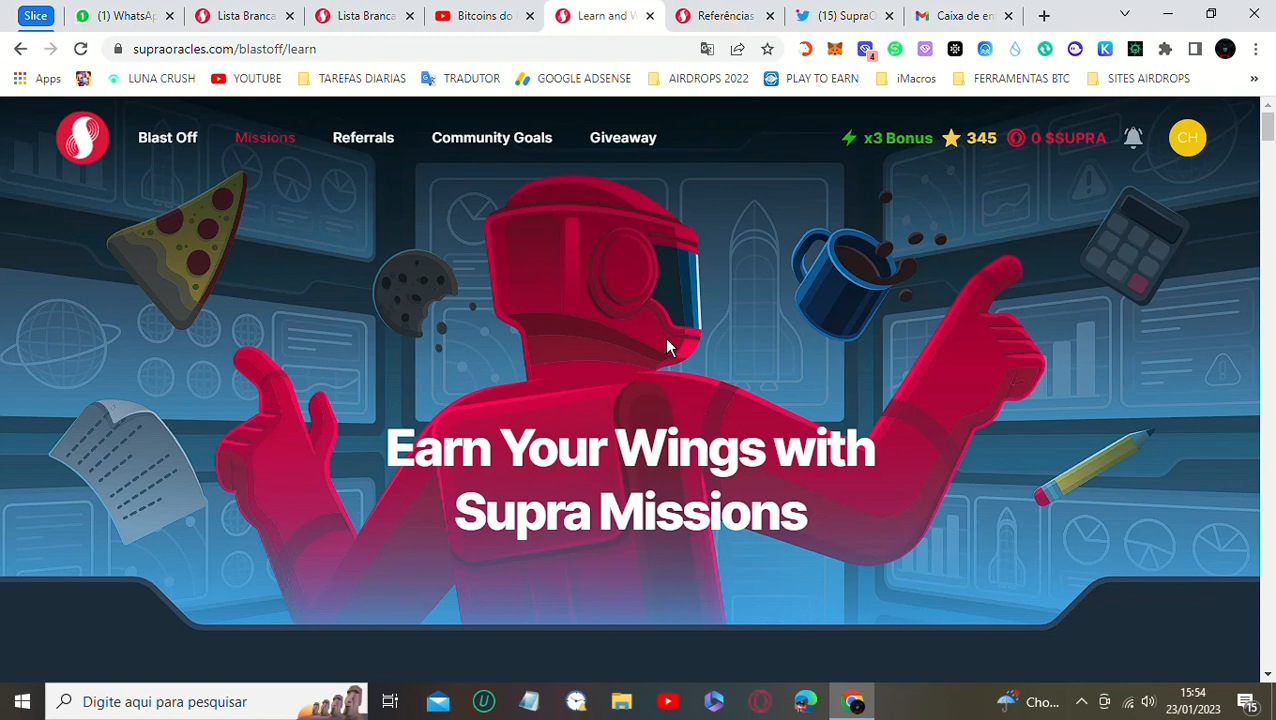 Slice
(1) WhatsAp
Lista Branca
Lista Branca
Bitcoins do
Learn and W
Referências
(15) SupraO
Caixa de en
supraoracles.com/blastoff/learn
4
Apps
LUNA CRUSH
YOUTUBE
TAREFAS DIARIAS
TRADUTOR
GOOGLE ADSENSE
AIRDROPS 2022
PLAY TO EARN
iMacros
FERRAMENTAS BTC
SITES AIRDROPS
Blast Off
Missions
Referrals
Community Goals
Giveaway
x3 Bonus
345
0 $SUPRA
CH
Earn Your Wings with
Supra Missions
Digite aqui para pesquisar
Cho...
15:54
23/01/2023
15